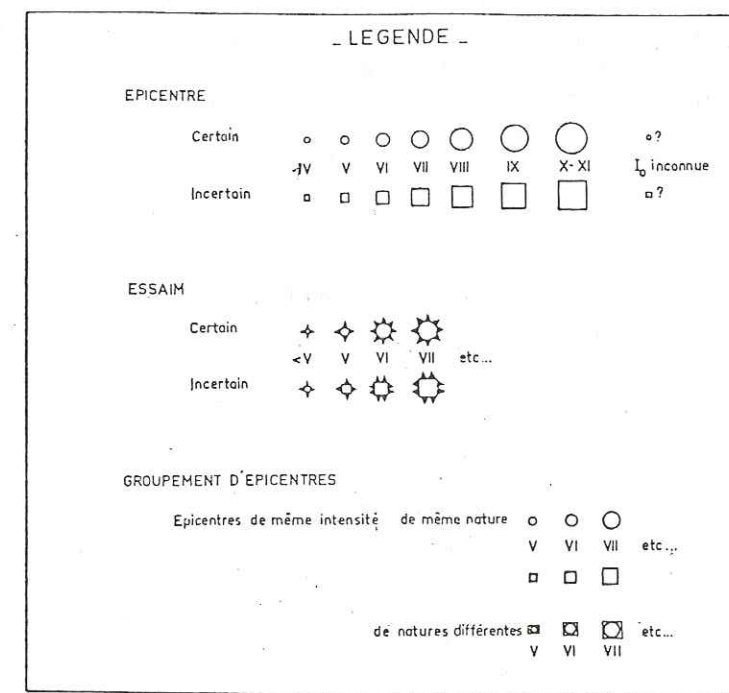 _ LEGENDE _
EPICENTRE
Certain
?
<V V VI VII VIII IX X-XI I₀ inconnue
Incertain
?
ESSAIM
Certain
<V V VI VII etc...
Incertain
GROUPEMENT D'EPICENTRES
Epicentres de même intensité de même nature
V VI VII etc...
de natures différentes etc...
V VI VII